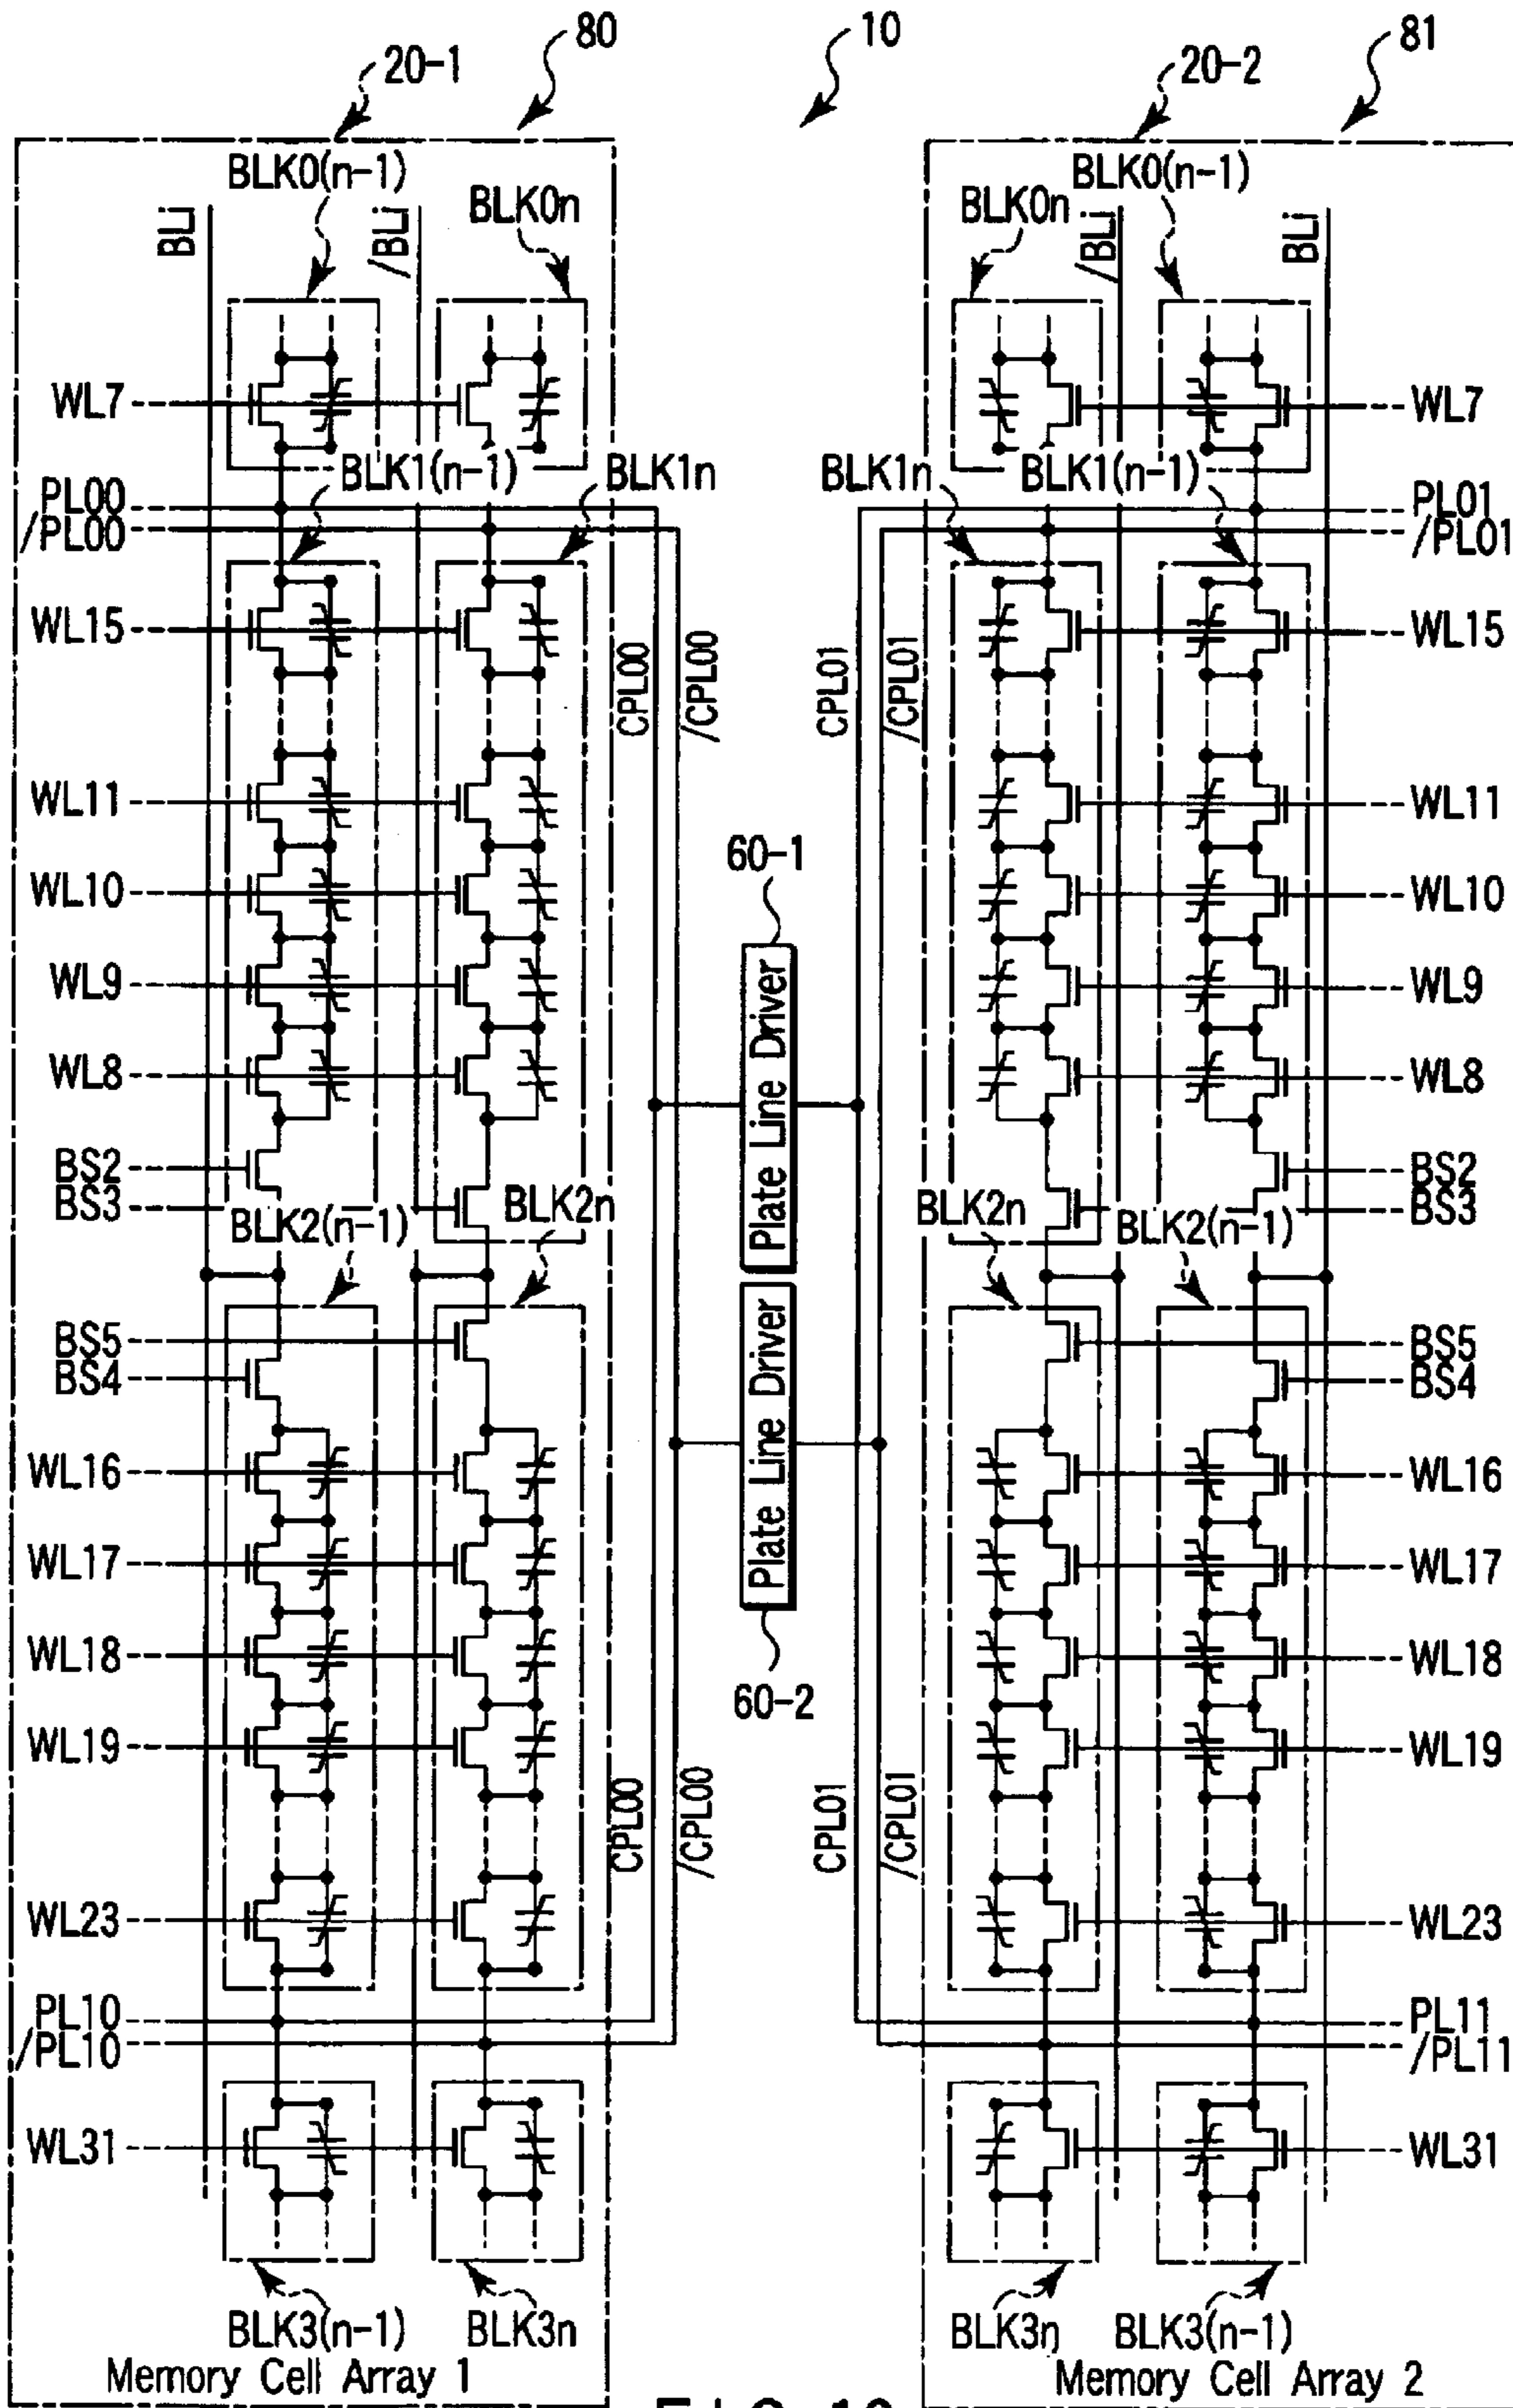 80
10
81
20-1
20-2
BLK0(n-1)
BLK0n
BLK0n
BLK0(n-1)
BLi
/BLi
/BLi
BLi
WL7
WL7
BLK1(n-1)
BLK1n
BLK1n
BLK1(n-1)
PL00
/PL00
PL01
/PL01
WL15
WL15
CPL00
/CPL00
CPL01
/CPL01
WL11
WL11
60-1
WL10
WL10
WL9
WL9
Plate Line Driver
WL8
WL8
BS2
BS3
BS2
BS3
BLK2(n-1)
BLK2n
BLK2n
BLK2(n-1)
BS5
BS4
BS5
BS4
Plate Line Driver
WL16
WL16
WL17
WL17
WL18
WL18
60-2
WL19
WL19
CPL00
/CPL00
CPL01
/CPL01
WL23
WL23
PL10
/PL10
PL11
/PL11
WL31
WL31
BLK3(n-1)
BLK3n
BLK3n
BLK3(n-1)
Memory Cell Array 1
Memory Cell Array 2